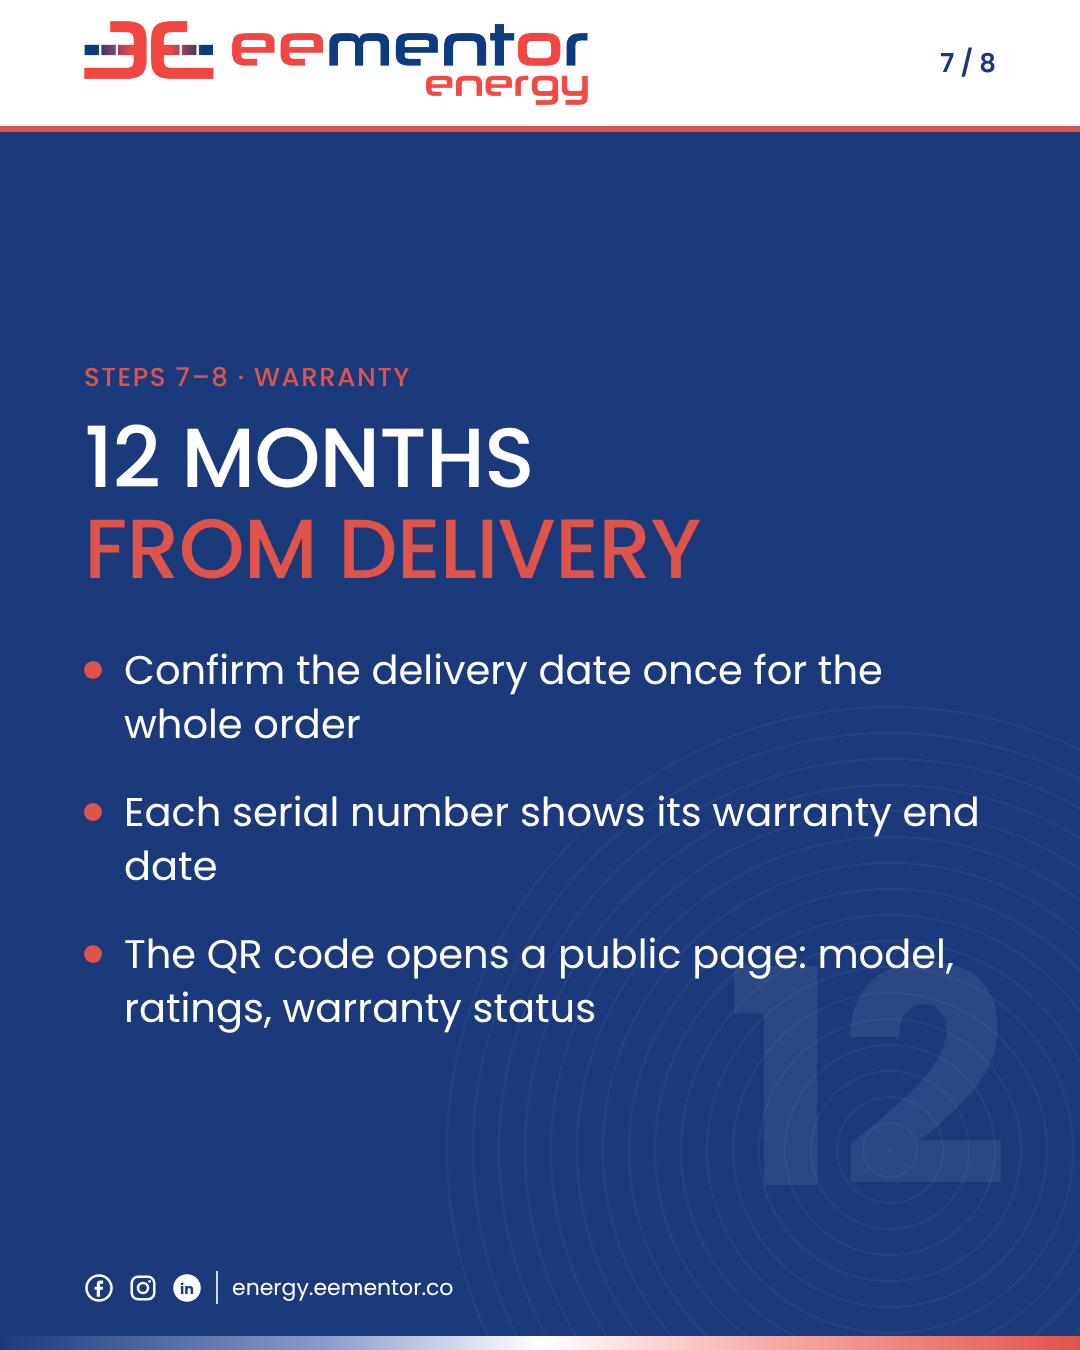 eementor
energy
7 / 8
STEPS 7–8 · WARRANTY
12 MONTHS
FROM DELIVERY
Confirm the delivery date once for the
whole order
Each serial number shows its warranty end
date
The QR code opens a public page: model,
ratings, warranty status
12
energy.eementor.co